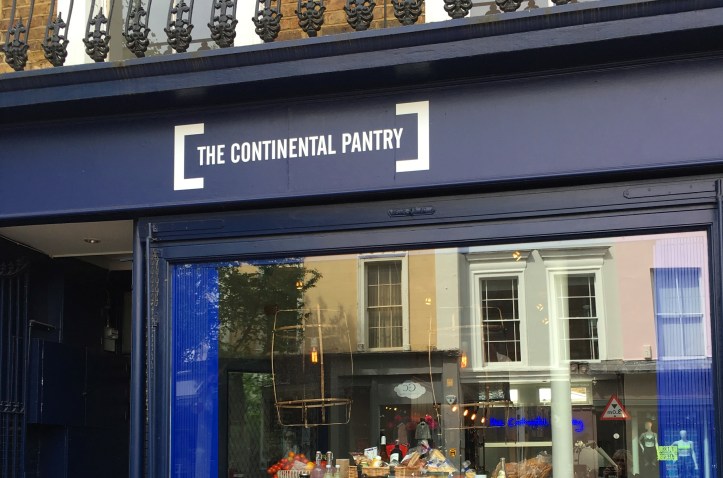 THE CONTINENTAL PANTRY